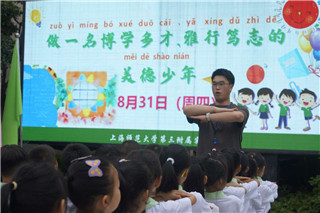 zuò yì míng bó xué duō cái 、yǎ xíng dǔ zhì de
做一名博学多才、雅行笃志的
měi dé shào nián
美德少年
8月31日（周四
上海师范大学第三附属实